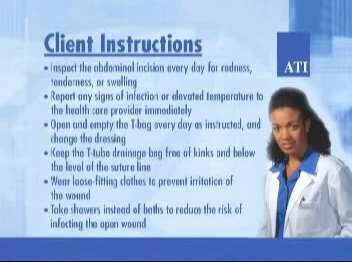 Client Instructions
ATI
• Inspect the abdominal incision every day for redness,
tenderness, or swelling
• Report any signs of infection or elevated temperature to
the health care provider immediately
• Open and empty the T-bag every day as instructed, and
change the dressing
• Keep the T-tube drainage bag free of kinks and below
the level of the suture line
• Wear loose-fitting clothes to prevent irritation of
the wound
• Take showers instead of baths to reduce the risk of
infecting the open wound